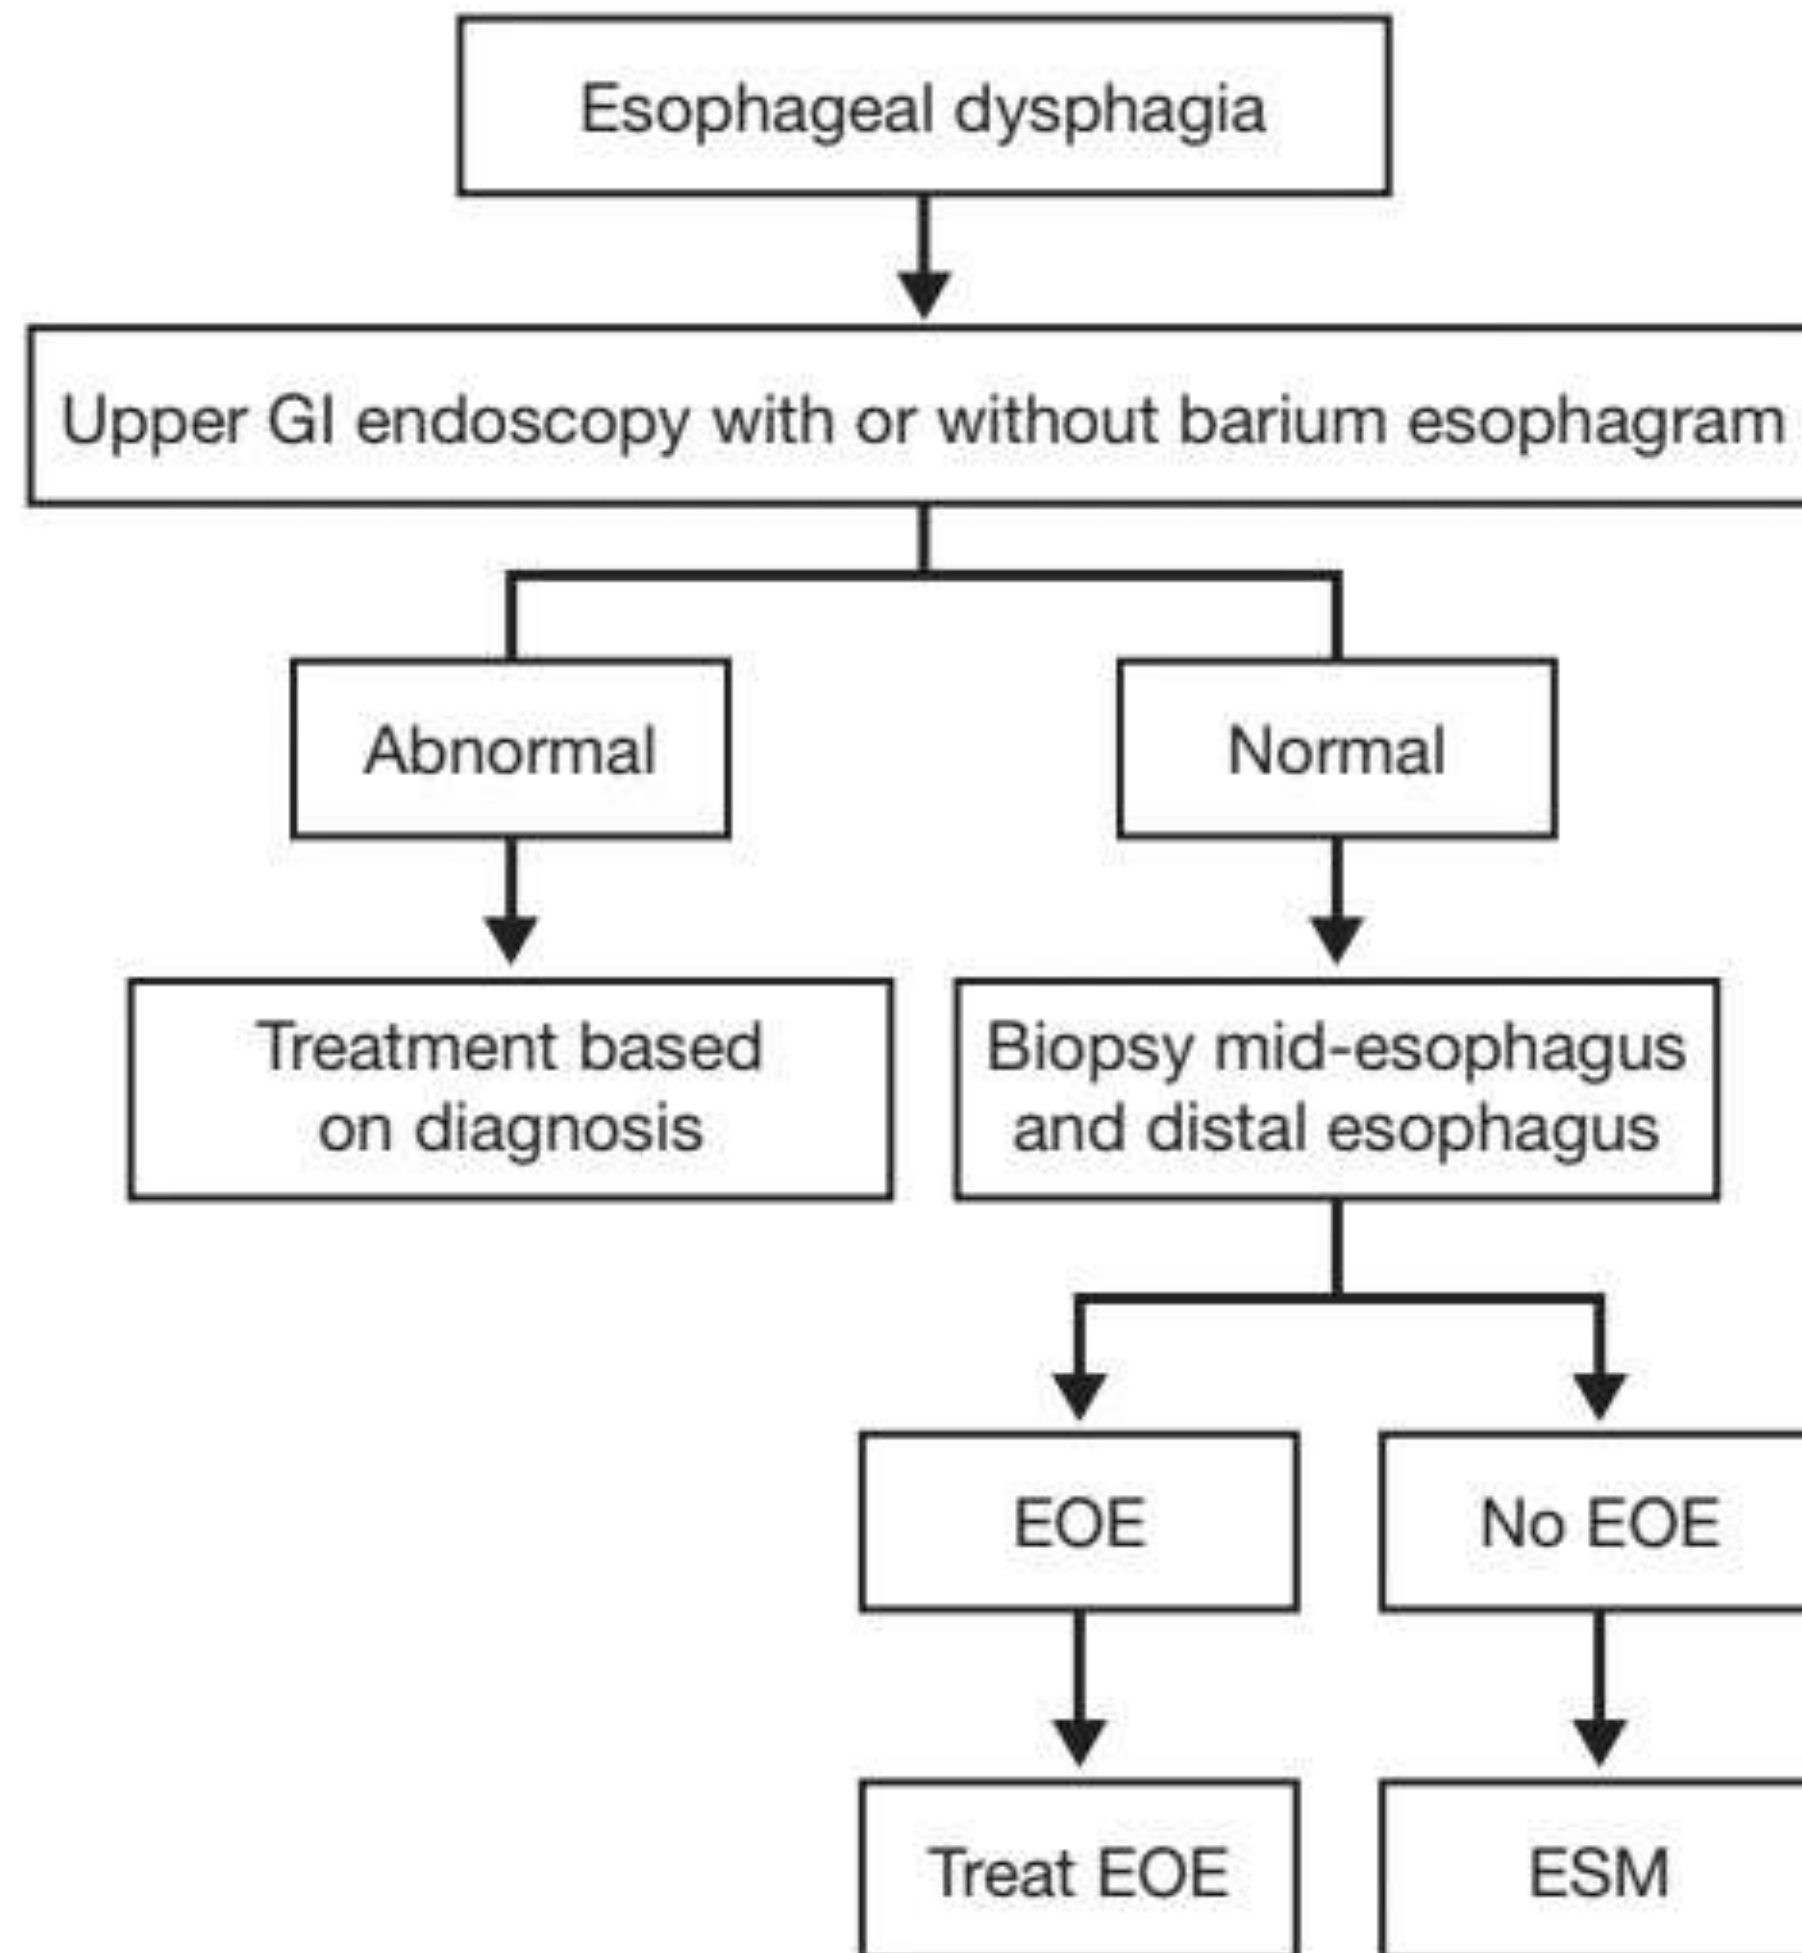 Esophageal dysphagia
Upper GI endoscopy with or without barium esophagram
Abnormal
Normal
Treatment based
on diagnosis
Biopsy mid-esophagus
and distal esophagus
EOE
No EOE
Treat EOE
ESM